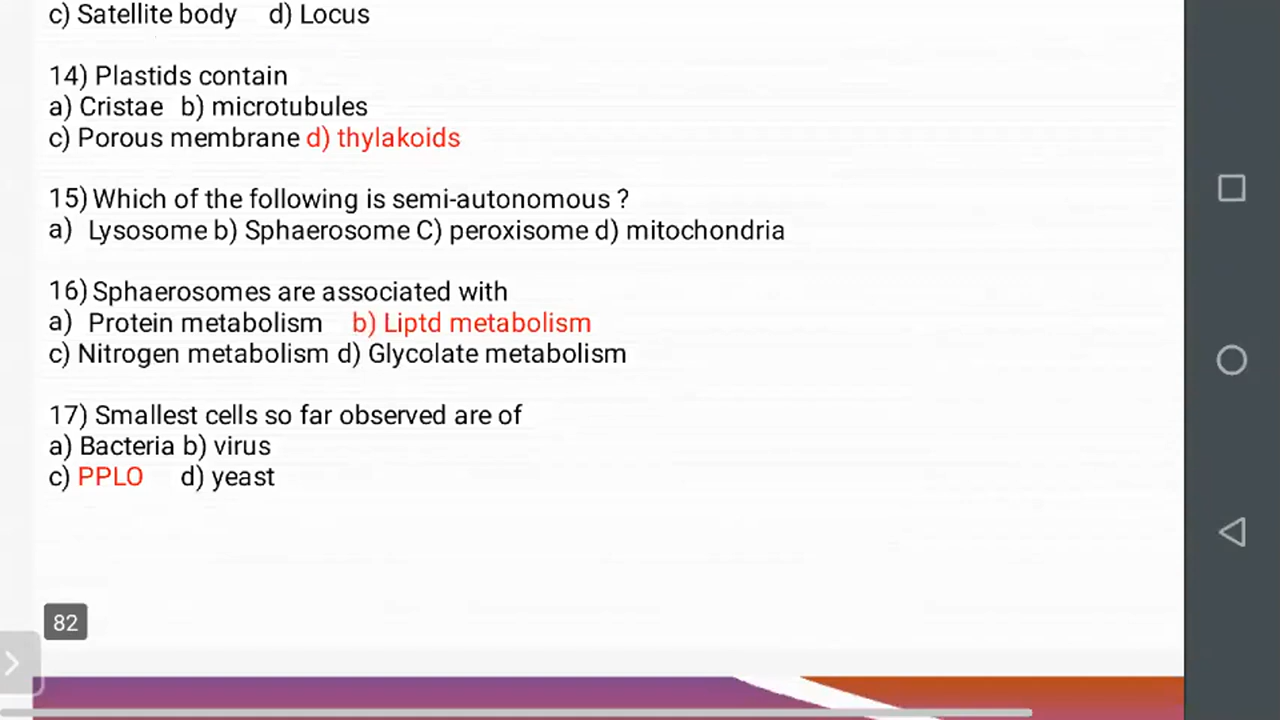 c) Satellite body d) Locus
14) Plastids contain
a) Cristae b) microtubules
c) Porous membrane d) thylakoids
15) Which of the following is semi-autonomous ?
a) Lysosome b) Sphaerosome C) peroxisome d) mitochondria
16) Sphaerosomes are associated with
a) Protein metabolism b) Liptd metabolism
c) Nitrogen metabolism d) Glycolate metabolism
17) Smallest cells so far observed are of
a) Bacteria b) virus
c) PPLO d) yeast
82